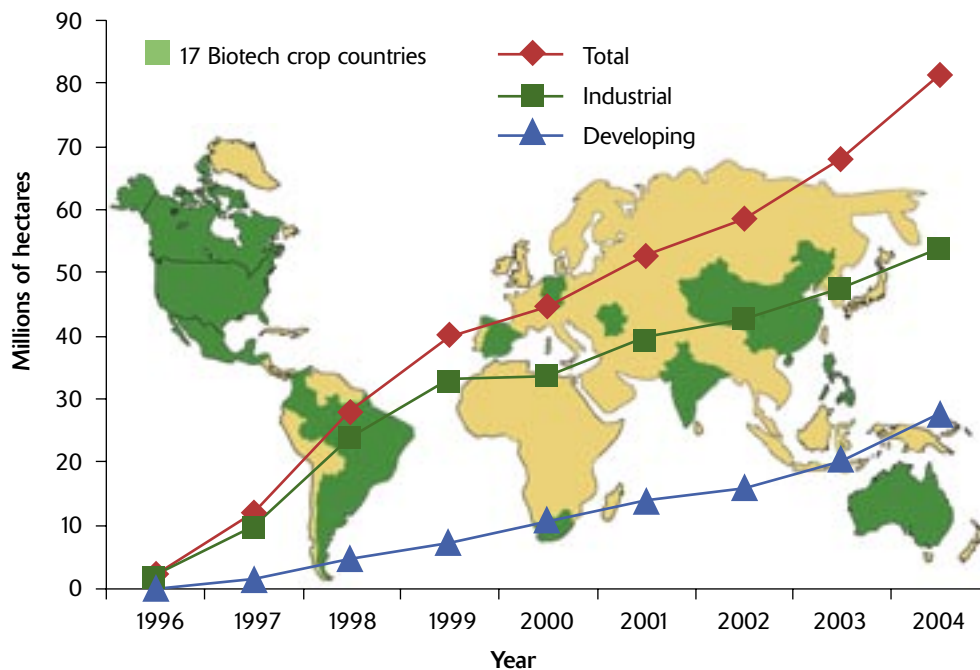 90
80
70
60
50
40
30
20
10
0
Millions of hectares
17 Biotech crop countries
Total
Industrial
Developing
1996 1997 1998 1999 2000 2001 2002 2003 2004
Year